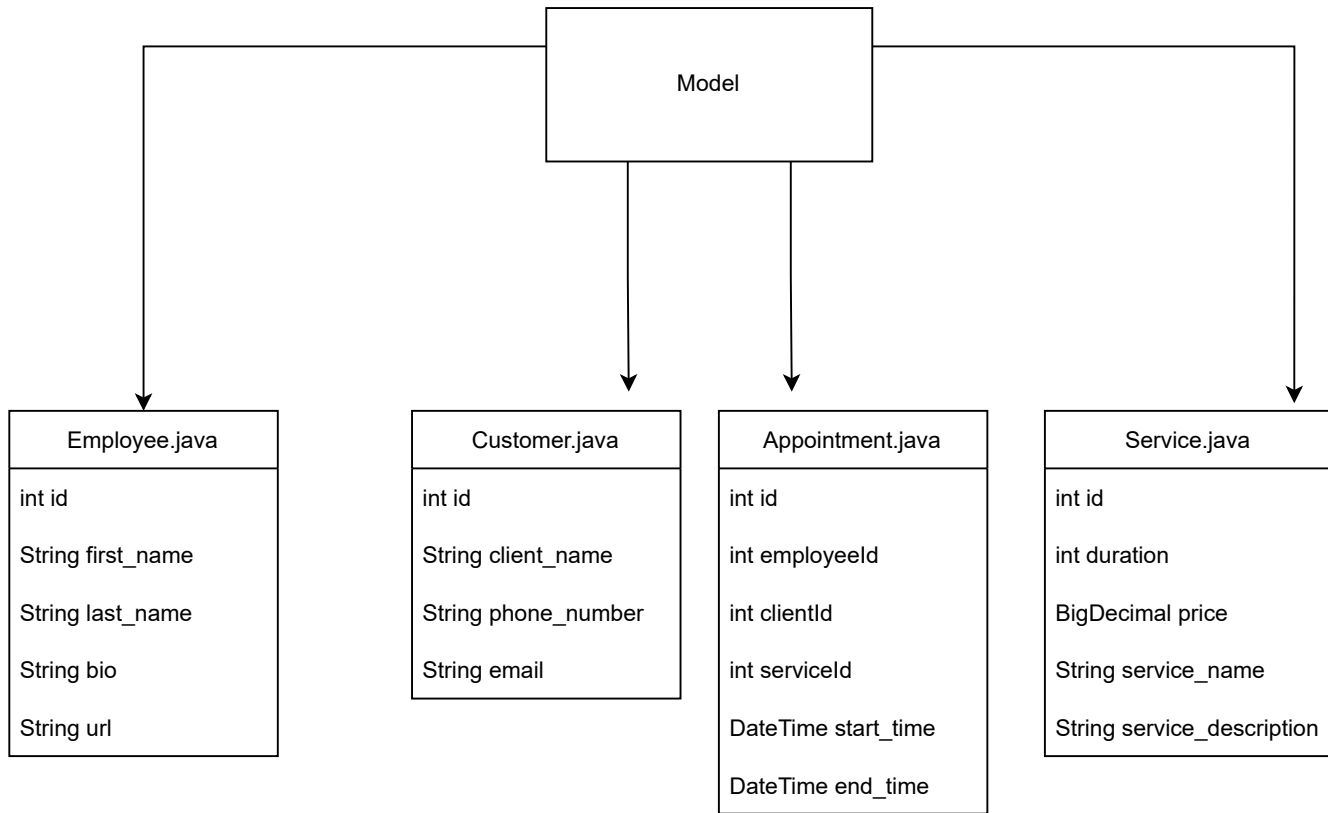 Model
Employee.java
int id
String first_name
String last_name
String bio
String url
Customer.java
int id
String client_name
String phone_number
String email
Appointment.java
int id
int employeeId
int clientId
int serviceId
DateTime start_time
DateTime end_time
Service.java
int id
int duration
BigDecimal price
String service_name
String service_description